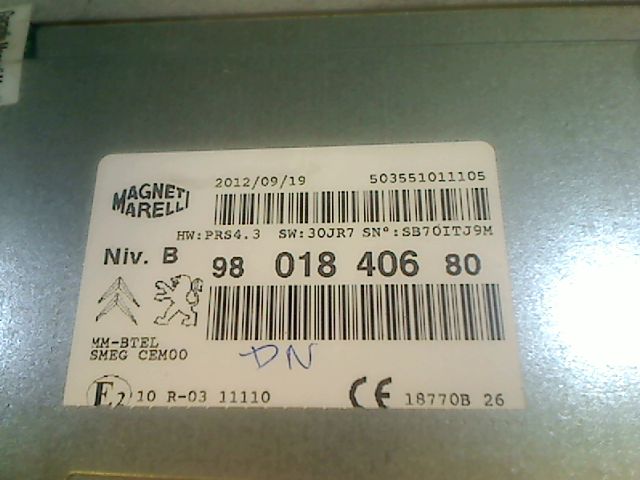 MAGNETI
MARELLI
2012/09/19 503551011105
HW:PRS4.3 SW:30JR7 SN°:SB70ITJ9M
Niv. B 98 018 406 80
MM-BTEL
SMEG CEM00
DN
E2 10 R-03 11110 CE 18770B 26